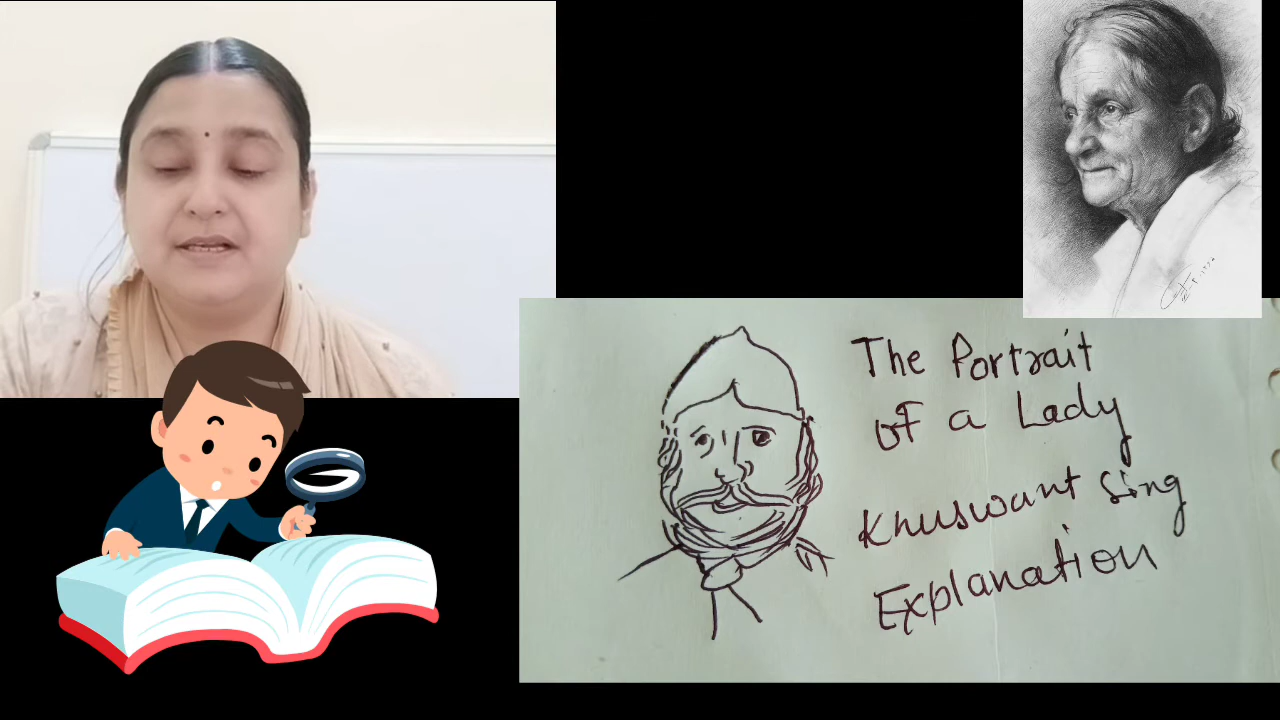 The Portrait
of a Lady
Khuswant Sing
Explanation